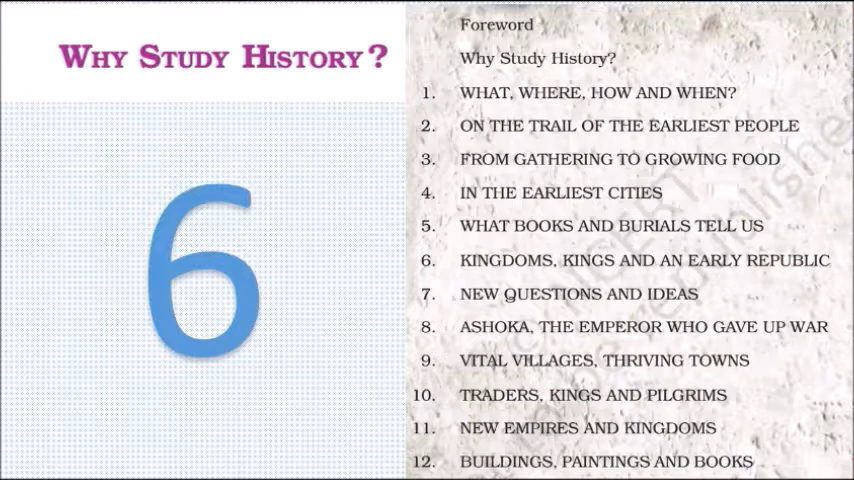 WHY STUDY HISTORY?
6
Foreword
Why Study History?
1. WHAT, WHERE, HOW AND WHEN?
2. ON THE TRAIL OF THE EARLIEST PEOPLE
3. FROM GATHERING TO GROWING FOOD
4. IN THE EARLIEST CITIES
5. WHAT BOOKS AND BURIALS TELL US
6. KINGDOMS, KINGS AND AN EARLY REPUBLIC
7. NEW QUESTIONS AND IDEAS
8. ASHOKA, THE EMPEROR WHO GAVE UP WAR
9. VITAL VILLAGES, THRIVING TOWNS
10. TRADERS, KINGS AND PILGRIMS
11. NEW EMPIRES AND KINGDOMS
12. BUILDINGS, PAINTINGS AND BOOKS